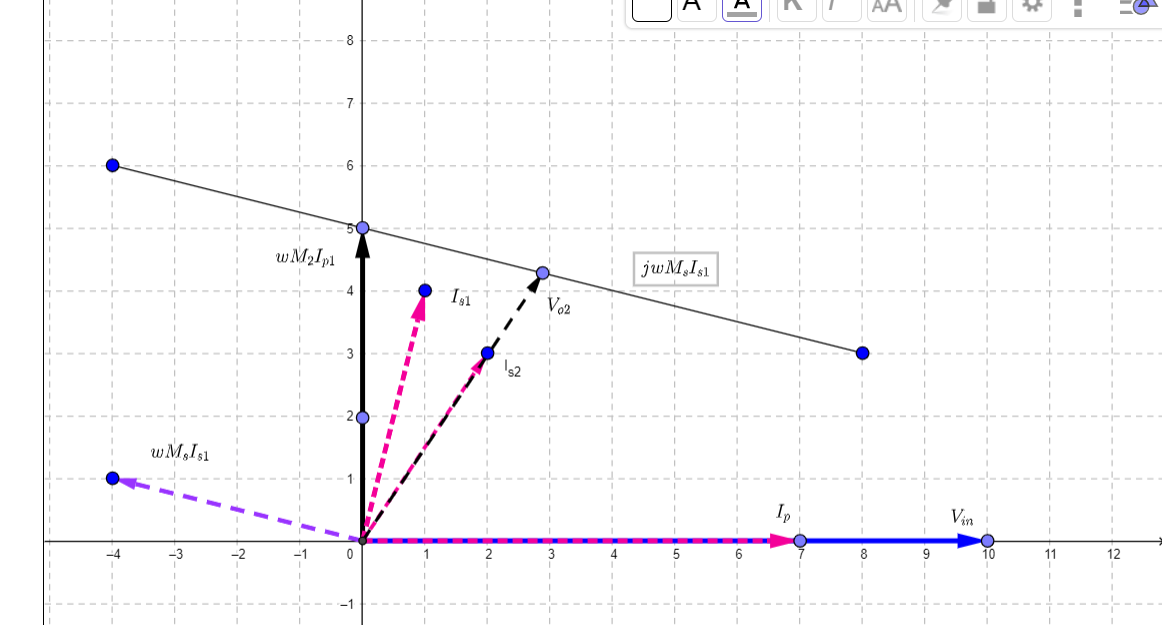 A A K I AA
8
7
6
5
wM₂Iₚ₁
jwMₛIₛ₁
4
Iₛ₁
Vₒ₂
3
Iₛ₂
2
wMₛIₛ₁
1
Iₚ
Vᵢₙ
−4 −3 −2 −1 0 1 2 3 4 5 6 7 8 9 10 11 12
−1